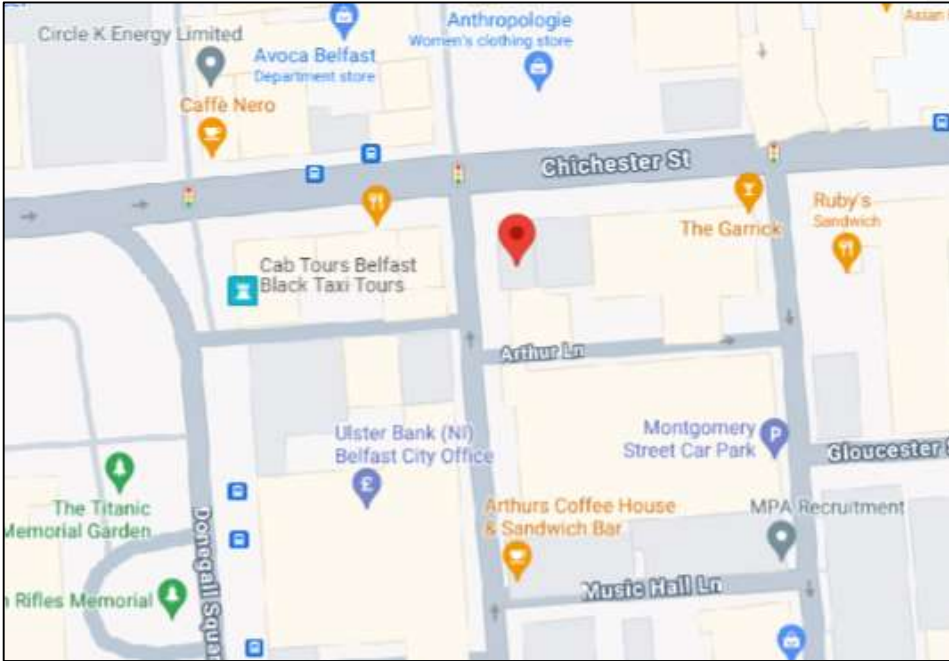 Circle K Energy Limited
Avoca Belfast
Department store
Anthropologie
Women's clothing store
Asian
Caffè Nero
Chichester St
The Garrick
Ruby's
Sandwich
Cab Tours Belfast
Black Taxi Tours
Arthur Ln
Ulster Bank (NI)
Belfast City Office
£
Montgomery
Street Car Park
P
Gloucester
The Titanic
Memorial Garden
Arthurs Coffee House
& Sandwich Bar
MPA Recruitment
Donegall Squa
n Rifles Memorial
Music Hall Ln